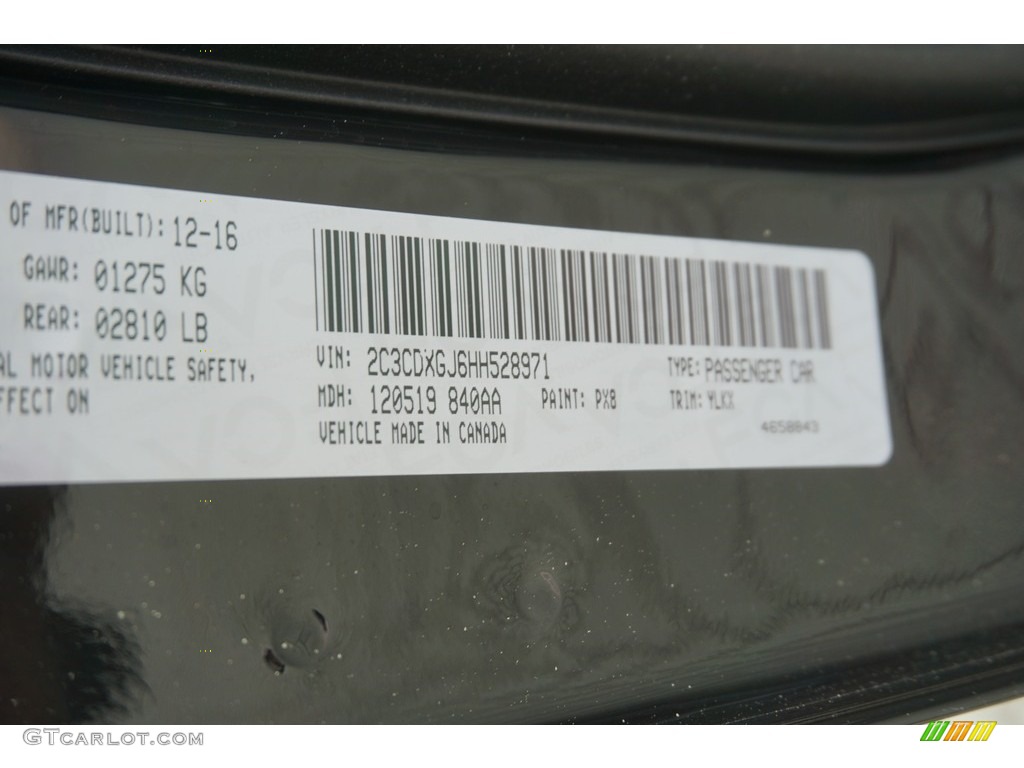 OF MFR(BUILT): 12-16
GAWR: 01275 KG
REAR: 02810 LB
AL MOTOR VEHICLE SAFETY,
FFECT ON
VIN: 2C3CDXGJ6HH528971
TYPE: PASSENGER CAR
MDH: 120519 840AA
PAINT: PX8
TRIM: YLKX
VEHICLE MADE IN CANADA
4658843
GTCARLOT.COM